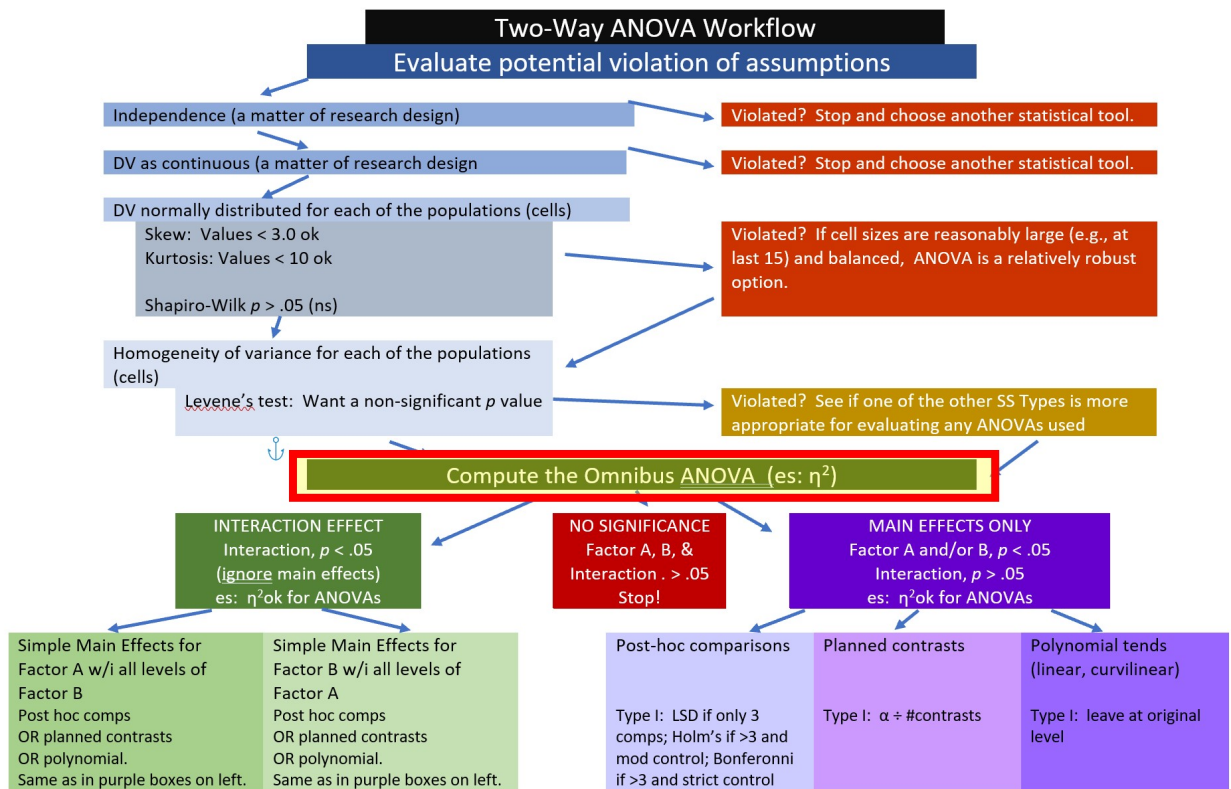 Two-Way ANOVA Workflow
Evaluate potential violation of assumptions
Independence (a matter of research design)
Violated?  Stop and choose another statistical tool.
DV as continuous (a matter of research design
Violated?  Stop and choose another statistical tool.
DV normally distributed for each of the populations (cells)
Skew:  Values < 3.0 ok
Kurtosis:  Values < 10 ok
Shapiro-Wilk p > .05 (ns)
Violated?  If cell sizes are reasonably large (e.g., at
last 15) and balanced,  ANOVA is a relatively robust
option.
Homogeneity of variance for each of the populations
(cells)
Levene's test:  Want a non-significant p value
Violated?  See if one of the other SS Types is more
appropriate for evaluating any ANOVAs used
Compute the Omnibus ANOVA  (es: η²)
INTERACTION EFFECT
Interaction, p < .05
(ignore main effects)
es:  η²ok for ANOVAs
NO SIGNIFICANCE
Factor A, B, &
Interaction . > .05
Stop!
MAIN EFFECTS ONLY
Factor A and/or B, p < .05
Interaction, p > .05
es:  η²ok for ANOVAs
Simple Main Effects for
Factor A w/i all levels of
Factor B
Post hoc comps
OR planned contrasts
OR polynomial.
Same as in purple boxes on left.
Simple Main Effects for
Factor B w/i all levels of
Factor A
Post hoc comps
OR planned contrasts
OR polynomial.
Same as in purple boxes on left.
Post-hoc comparisons
Type I:  LSD if only 3
comps; Holm's if >3 and
mod control; Bonferonni
if >3 and strict control
Planned contrasts
Type I:  α ÷ #contrasts
Polynomial tends
(linear, curvilinear)
Type I:  leave at original
level